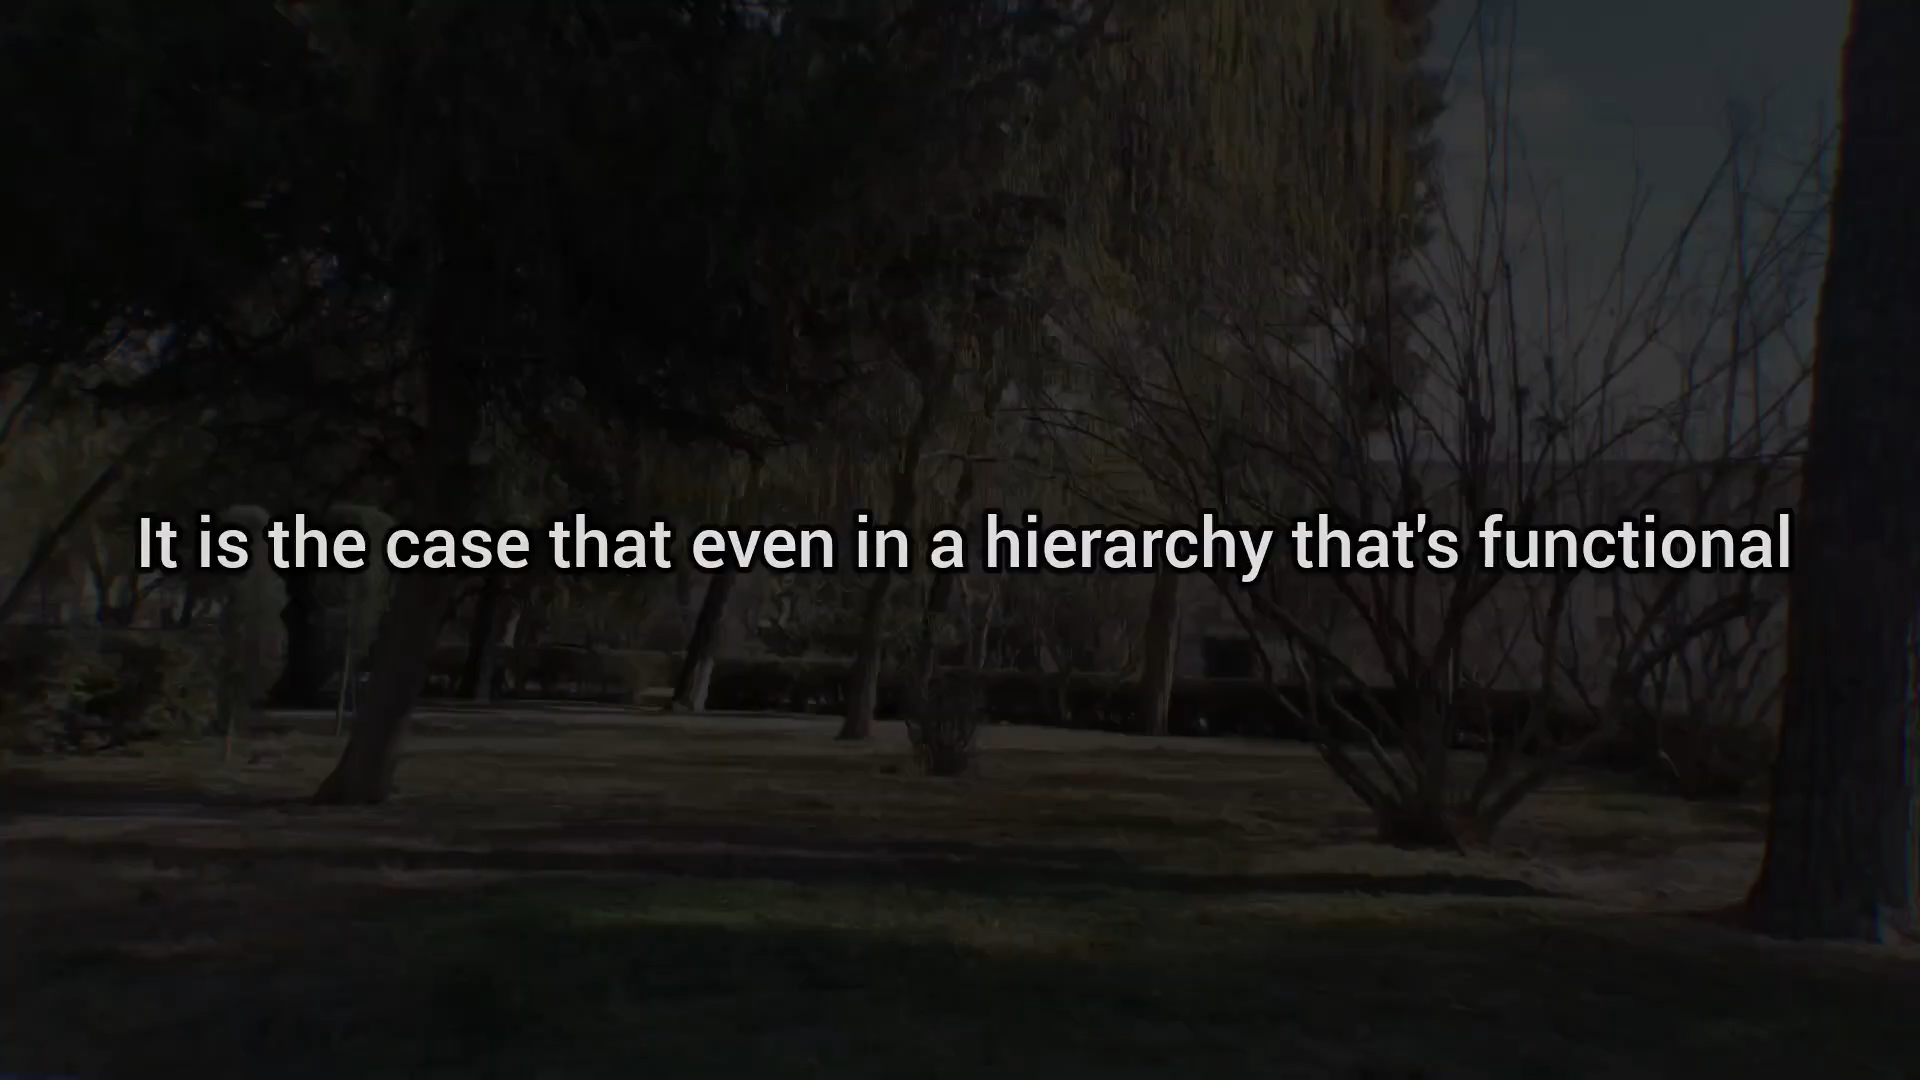 It is the case that even in a hierarchy that's functional